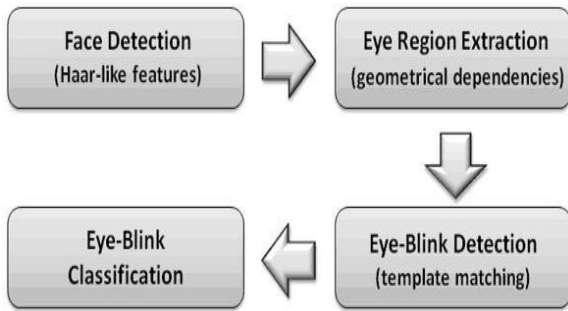 Face Detection
(Haar-like features)
Eye Region Extraction
(geometrical dependencies)
Eye-Blink Detection
(template matching)
Eye-Blink
Classification